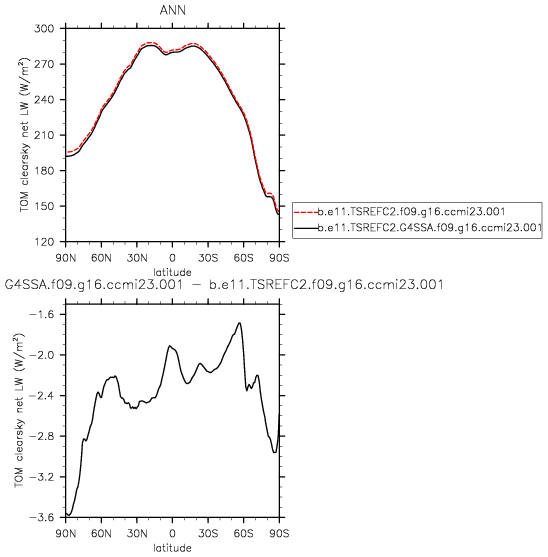 ANN
TOM clearsky net LW (W/m²)
300
270
240
210
180
150
120
90N 60N 30N 0 30S 60S 90S
latitude
b.e11.TSREFC2.f09.g16.ccmi23.001
b.e11.TSREFC2.G4SSA.f09.g16.ccmi23.001
G4SSA.f09.g16.ccmi23.001 − b.e11.TSREFC2.f09.g16.ccmi23.001
TOM clearsky net LW (W/m²)
−1.6
−2.0
−2.4
−2.8
−3.2
−3.6
90N 60N 30N 0 30S 60S 90S
latitude